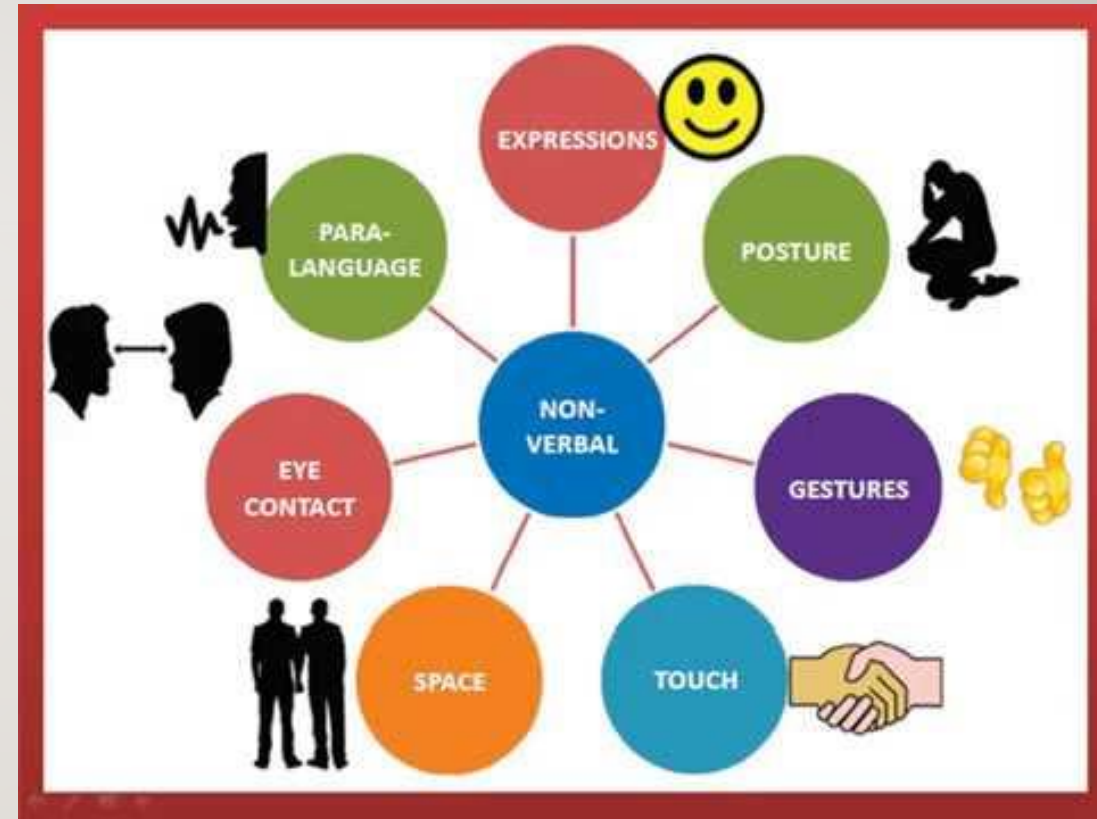 EXPRESSIONS
POSTURE
GESTURES
TOUCH
SPACE
EYE
CONTACT
PARA-
LANGUAGE
NON-
VERBAL